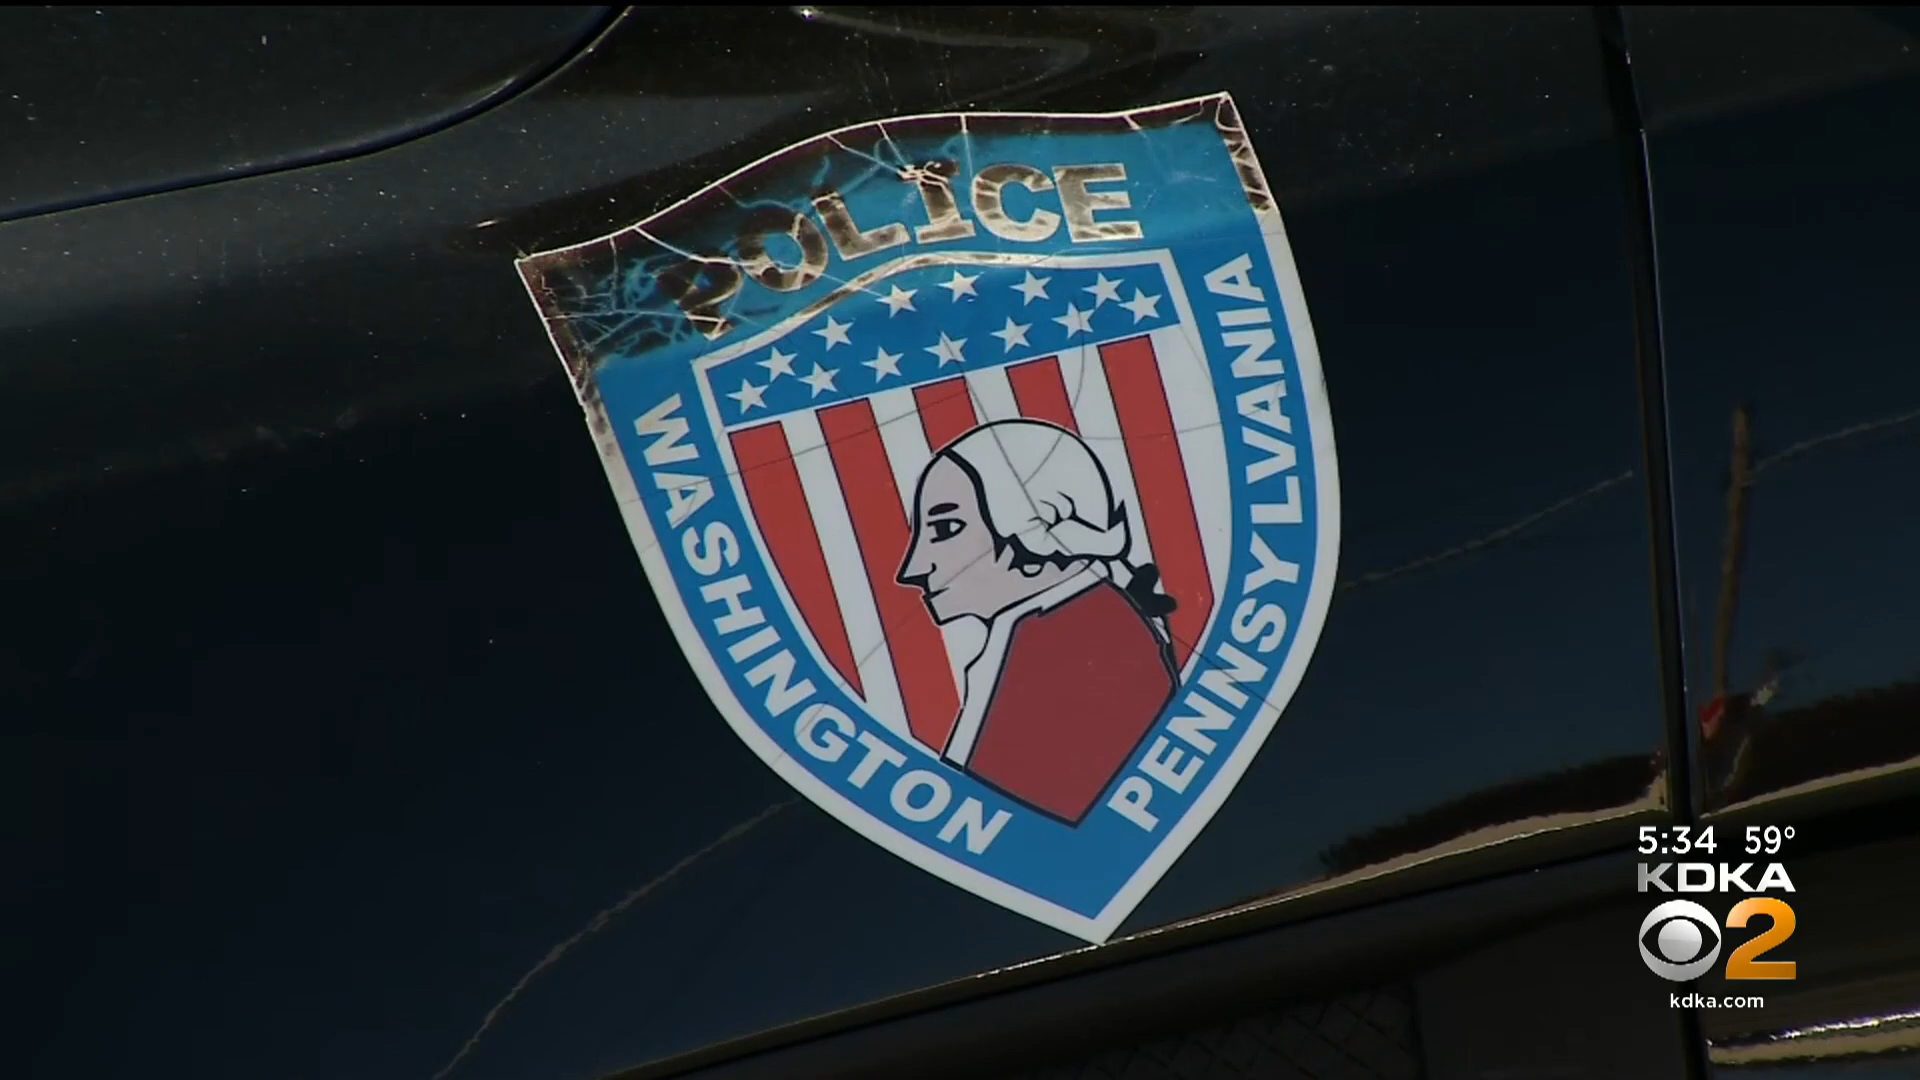 POLICE
WASHINGTON
PENNSYLVANIA
5:34 59°
KDKA
2
kdka.com